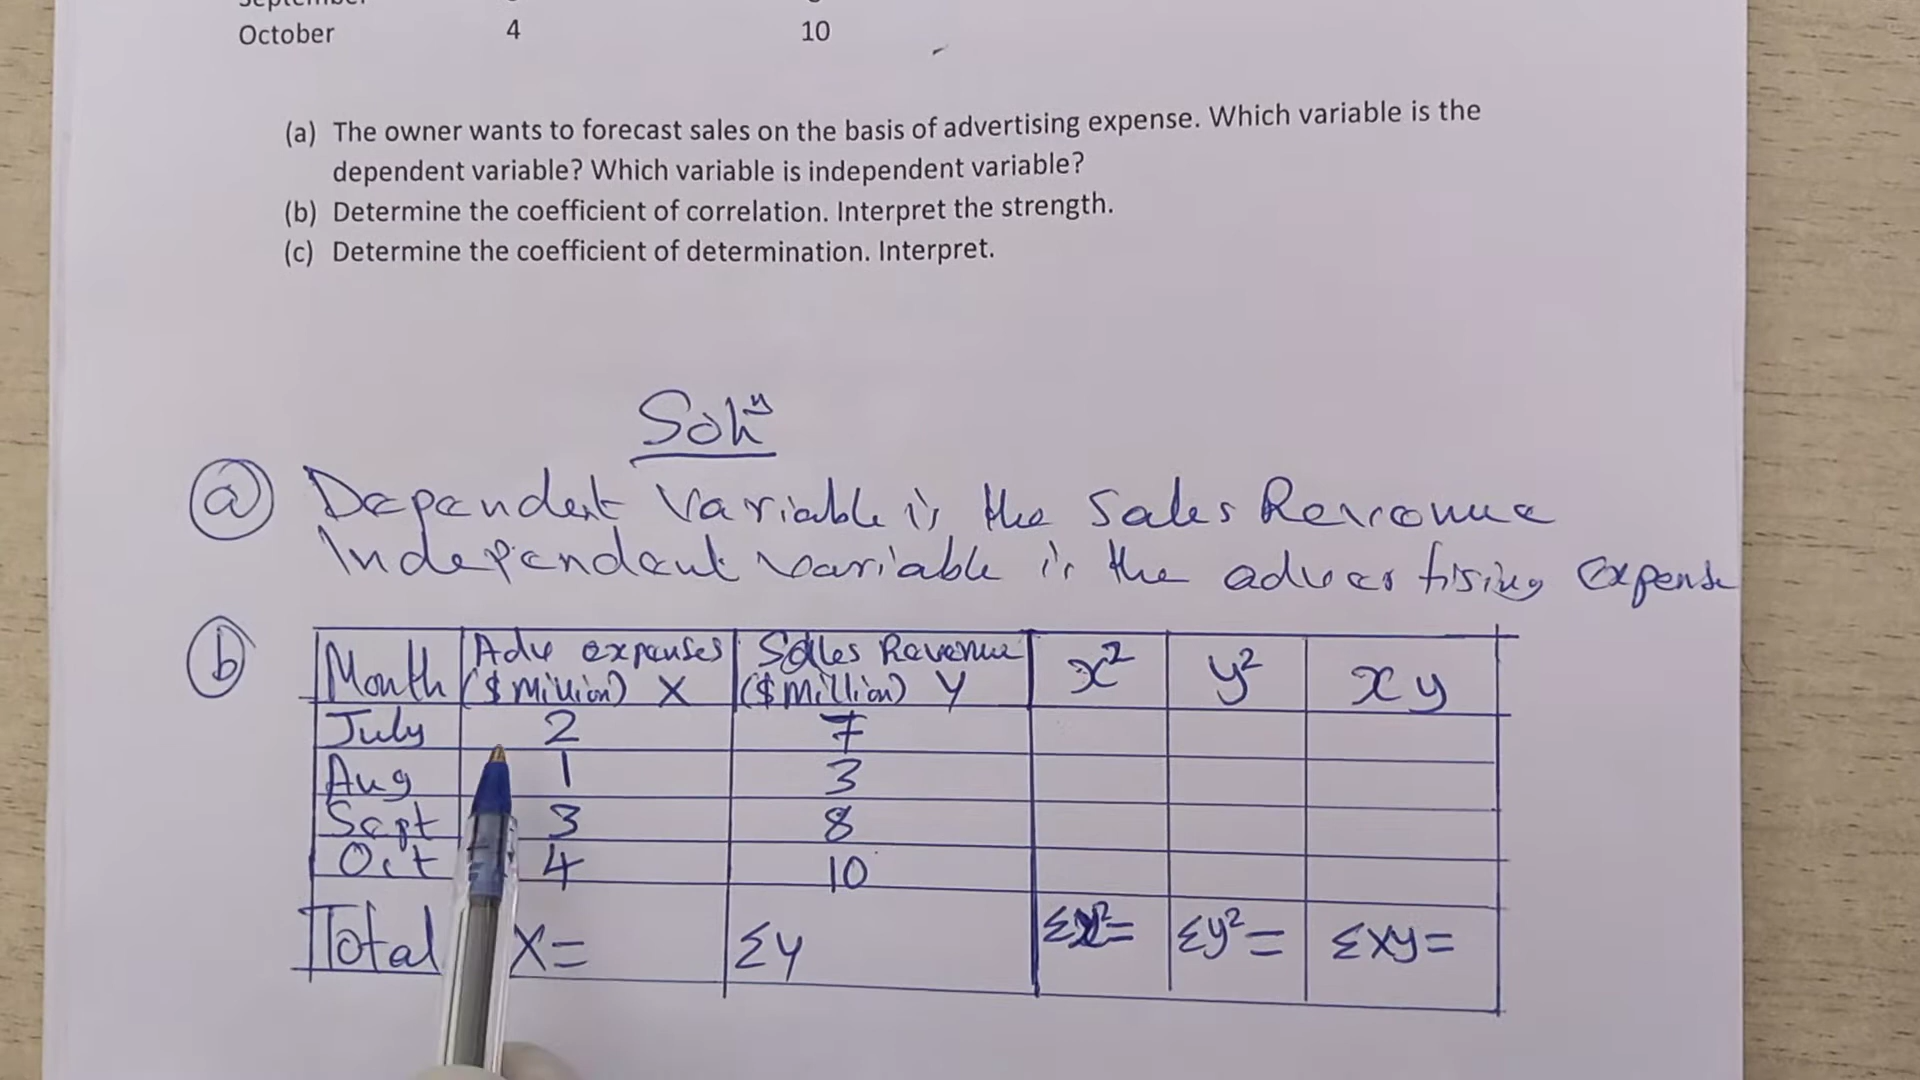 October 4 10
(a) The owner wants to forecast sales on the basis of advertising expense. Which variable is the
dependent variable? Which variable is independent variable?
(b) Determine the coefficient of correlation. Interpret the strength.
(c) Determine the coefficient of determination. Interpret.
Solⁿ
(a) Dependent variable is the Sales Revenue
Independent variable is the advertising expense
(b)
Month Adv expenses ($ Million) X Sales Revenue ($ Million) Y x² y² xy
July 2 7
Aug 1 3
Sept 3 8
Oct 4 10
Total X= Σy Σx²= Σy²= Σxy=